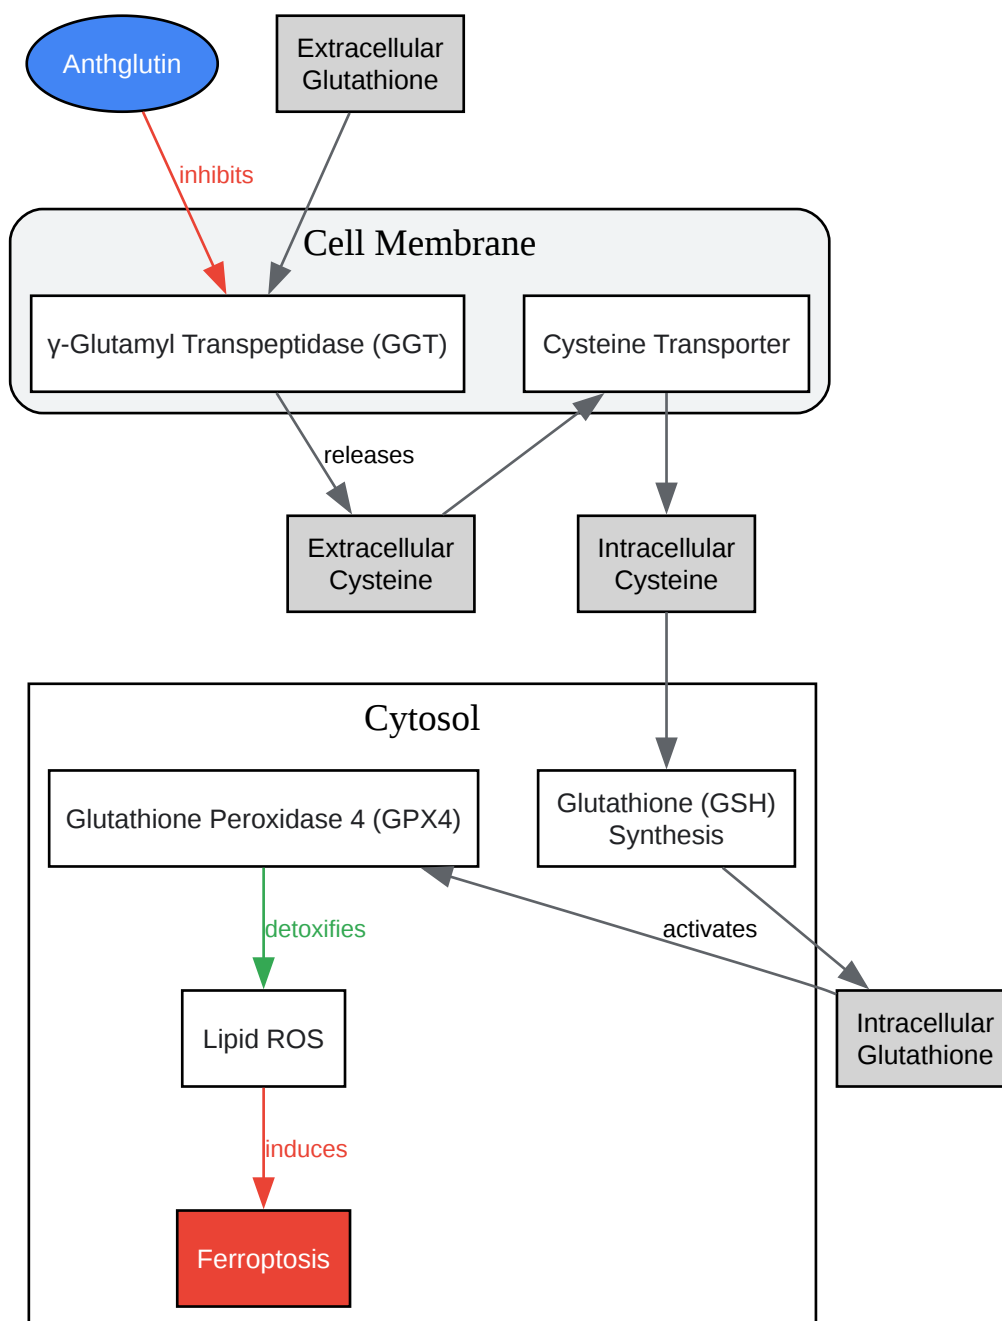 Anthglutin
Extracellular
Glutathione
inhibits
Cell Membrane
γ-Glutamyl Transpeptidase (GGT)
Cysteine Transporter
releases
Extracellular
Cysteine
Intracellular
Cysteine
Cytosol
Glutathione Peroxidase 4 (GPX4)
Glutathione (GSH)
Synthesis
detoxifies
activates
Lipid ROS
Intracellular
Glutathione
induces
Ferroptosis